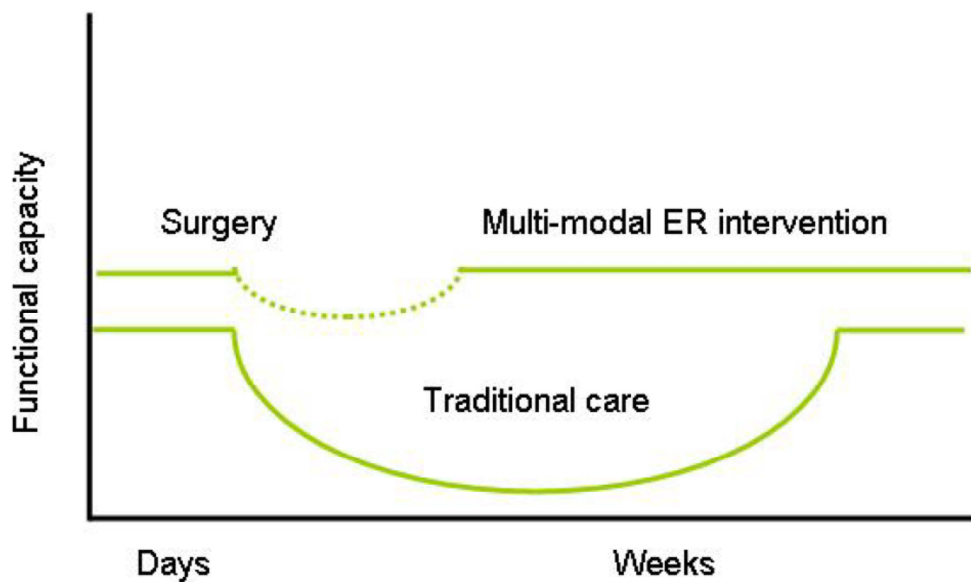 Functional capacity
Surgery
Multi-modal ER intervention
Traditional care
Days
Weeks